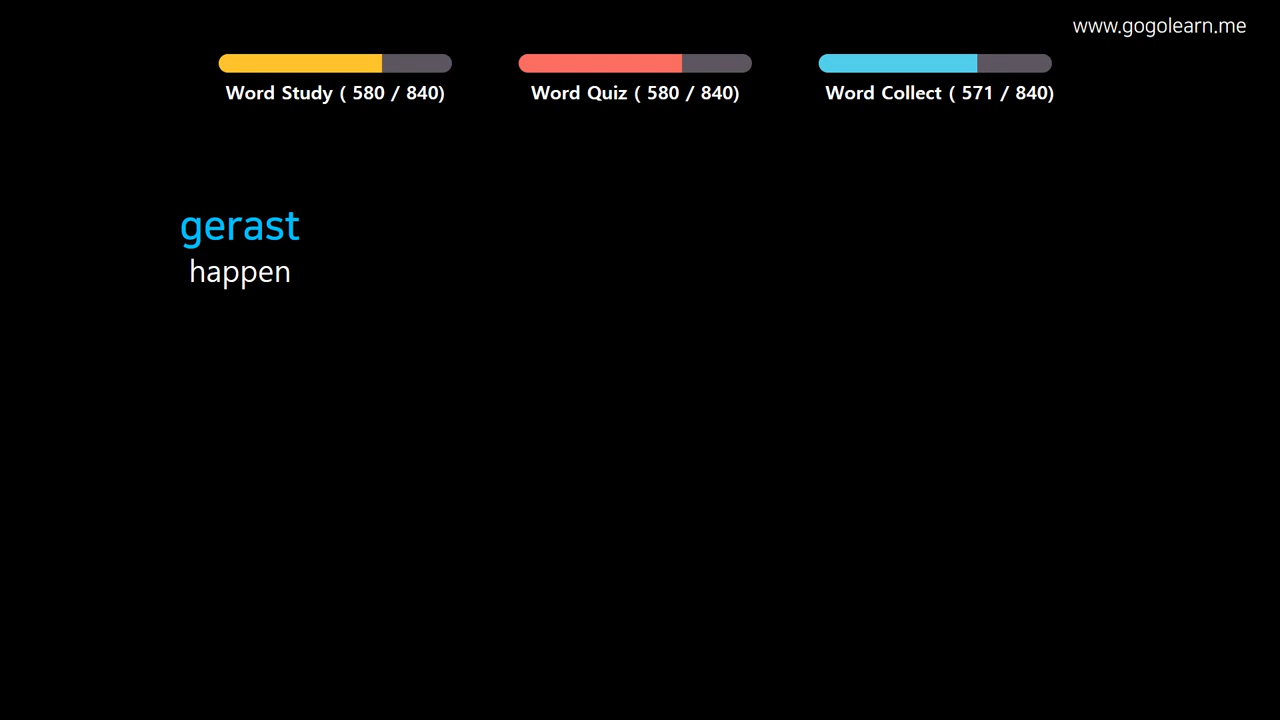 www.gogolearn.me
Word Study ( 580 / 840)
Word Quiz ( 580 / 840)
Word Collect ( 571 / 840)
gerast
happen